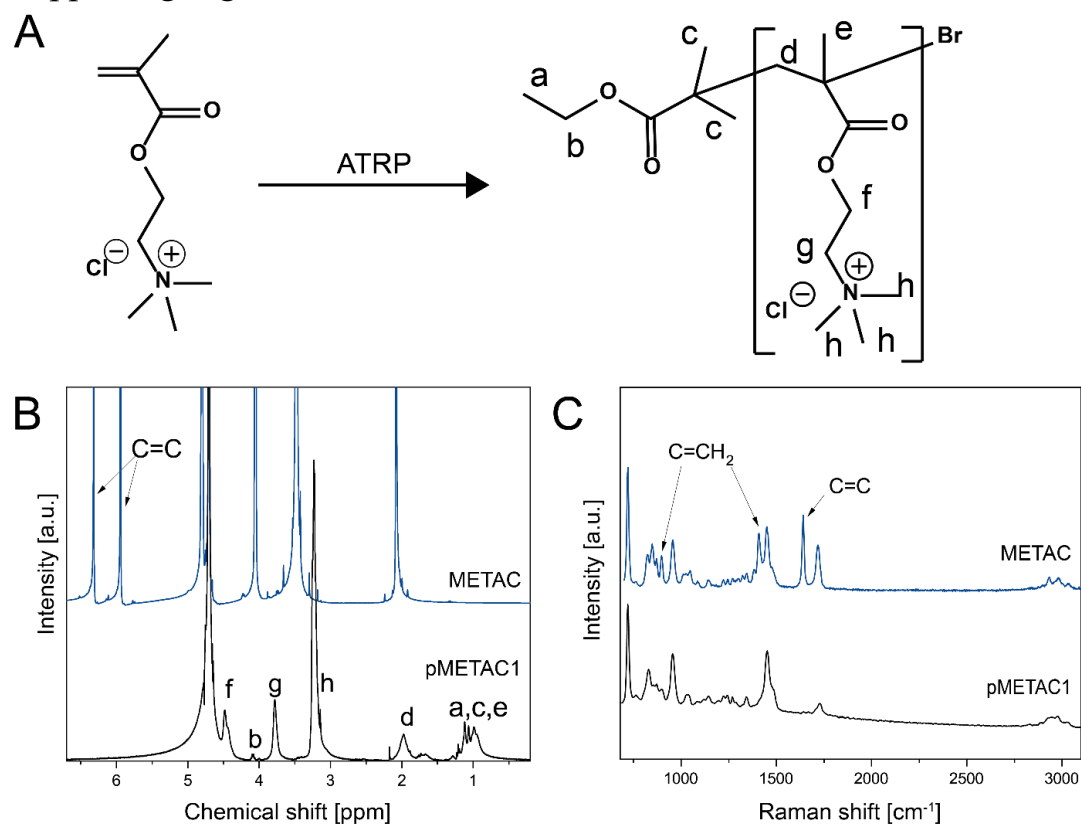 A
O
O
Cl⊖
⊕
N
ATRP
a
b
O
O
c
c
d
e
Br
O
O
f
g
Cl⊖
⊕
N
h
h
h
B
Intensity [a.u.]
C=C
METAC
pMETAC1
f
b
g
h
d
a,c,e
6
5
4
3
2
1
Chemical shift [ppm]
C
Intensity [a.u.]
C=CH₂
C=C
METAC
pMETAC1
1000
1500
2000
2500
3000
Raman shift [cm⁻¹]